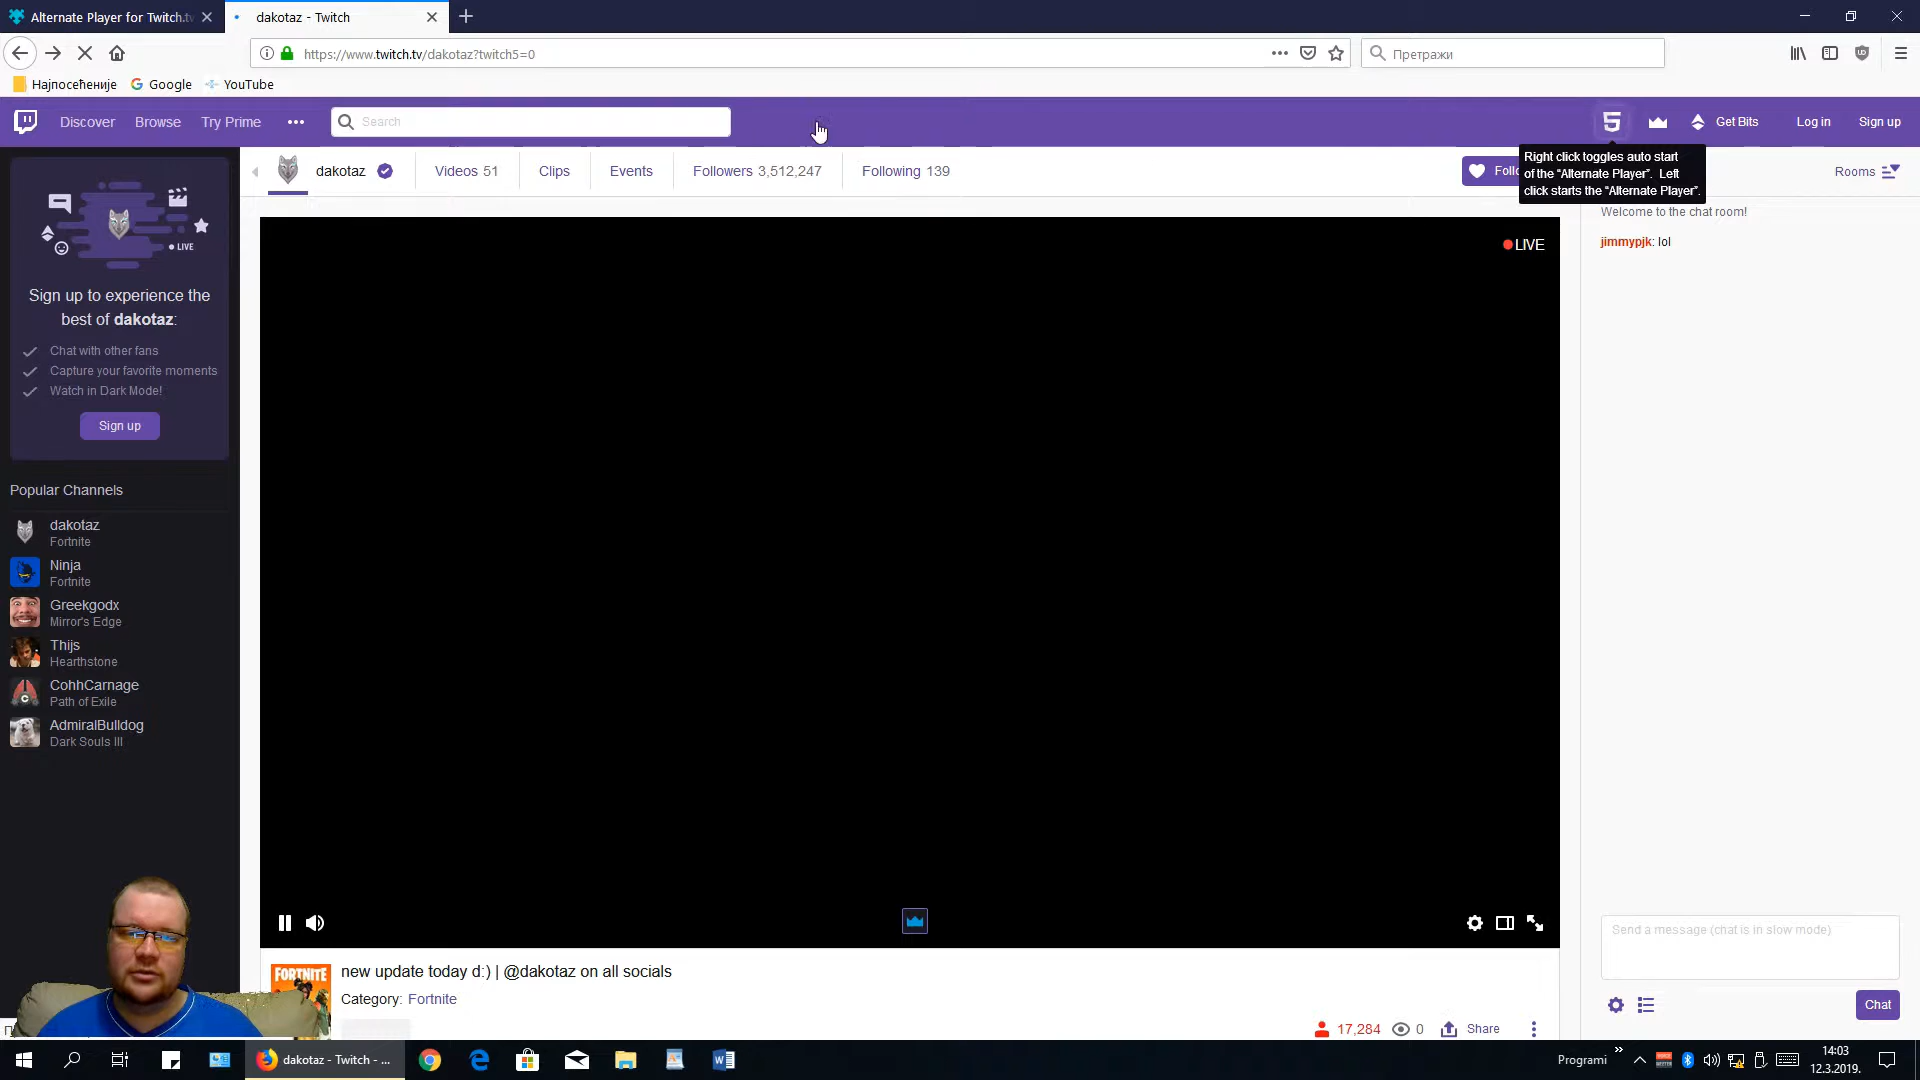 Alternate Player for Twitch.tv
dakotaz - Twitch
https://www.twitch.tv/dakotaz?twitch5=0
Претражи
Најпосећеније
Google
YouTube
Discover
Browse
Try Prime
Search
Get Bits
Log in
Sign up
dakotaz
Videos 51
Clips
Events
Followers 3,512,247
Following 139
Right click toggles auto start
of the “Alternate Player”. Left
click starts the “Alternate Player”.
Rooms
LIVE
Sign up to experience the
best of dakotaz:
Chat with other fans
Capture your favorite moments
Watch in Dark Mode!
Sign up
Popular Channels
dakotaz
Fortnite
Ninja
Fortnite
Greekgodx
Mirror's Edge
Thijs
Hearthstone
CohhCarnage
Path of Exile
AdmiralBulldog
Dark Souls III
LIVE
Welcome to the chat room!
jimmypjk: lol
FORTNITE
new update today d:) | @dakotaz on all socials
Category: Fortnite
17,284
0
Share
Send a message (chat is in slow mode)
Chat
dakotaz - Twitch - ...
Programi
14:03
12.3.2019.